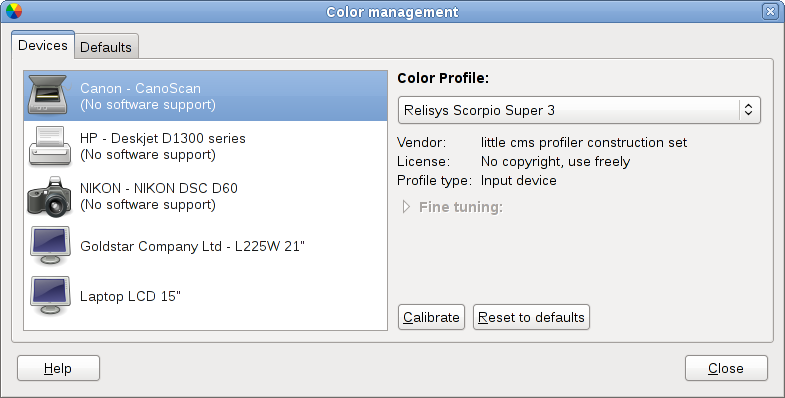 Color management
Devices
Defaults
Canon - CanoScan
(No software support)
HP - Deskjet D1300 series
(No software support)
NIKON - NIKON DSC D60
(No software support)
Goldstar Company Ltd - L225W 21"
Laptop LCD 15"
Color Profile:
Relisys Scorpio Super 3
Vendor: little cms profiler construction set
License: No copyright, use freely
Profile type: Input device
Fine tuning:
Calibrate
Reset to defaults
Help
Close